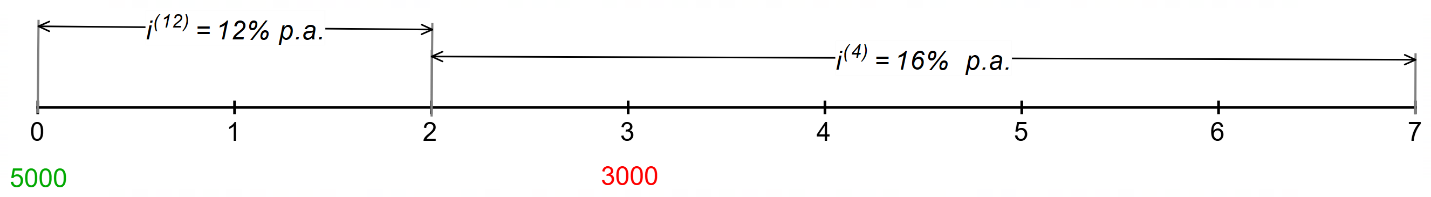 i(12) = 12% p.a.
i(4) = 16% p.a.
0 1 2 3 4 5 6 7
5000 3000